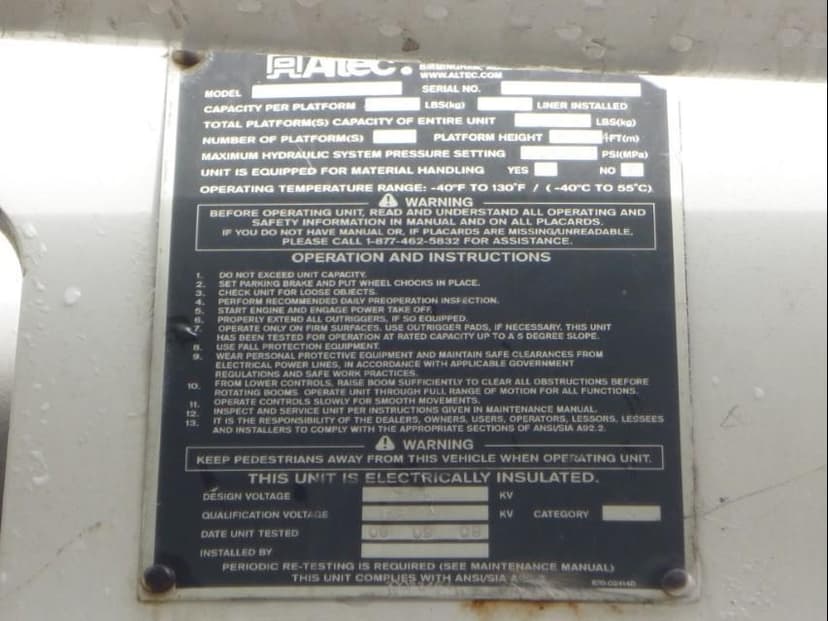 Altec
WWW.ALTEC.COM
MODEL SERIAL NO.
CAPACITY PER PLATFORM LBS(kg) LINER INSTALLED
TOTAL PLATFORM(S) CAPACITY OF ENTIRE UNIT LBS(kg)
NUMBER OF PLATFORM(S) PLATFORM HEIGHT FT(m)
MAXIMUM HYDRAULIC SYSTEM PRESSURE SETTING PSI(MPa)
UNIT IS EQUIPPED FOR MATERIAL HANDLING YES NO
OPERATING TEMPERATURE RANGE: -40°F TO 130°F / ( -40°C TO 55°C)
WARNING
BEFORE OPERATING UNIT, READ AND UNDERSTAND ALL OPERATING AND
SAFETY INFORMATION IN MANUAL AND ON ALL PLACARDS.
IF YOU DO NOT HAVE MANUAL OR, IF PLACARDS ARE MISSING/UNREADABLE,
PLEASE CALL 1-877-462-5832 FOR ASSISTANCE.
OPERATION AND INSTRUCTIONS
1. DO NOT EXCEED UNIT CAPACITY.
2. SET PARKING BRAKE AND PUT WHEEL CHOCKS IN PLACE.
3. CHECK UNIT FOR LOOSE OBJECTS.
4. PERFORM RECOMMENDED DAILY PREOPERATION INSPECTION.
5. START ENGINE AND ENGAGE POWER TAKE OFF.
6. PROPERLY EXTEND ALL OUTRIGGERS, IF SO EQUIPPED.
7. OPERATE ONLY ON FIRM SURFACES. USE OUTRIGGER PADS, IF NECESSARY. THIS UNIT
HAS BEEN TESTED FOR OPERATION AT RATED CAPACITY UP TO A 5 DEGREE SLOPE.
8. USE FALL PROTECTION EQUIPMENT.
9. WEAR PERSONAL PROTECTIVE EQUIPMENT AND MAINTAIN SAFE CLEARANCES FROM
ELECTRICAL POWER LINES, IN ACCORDANCE WITH APPLICABLE GOVERNMENT
REGULATIONS AND SAFE WORK PRACTICES.
10. FROM LOWER CONTROLS, RAISE BOOM SUFFICIENTLY TO CLEAR ALL OBSTRUCTIONS BEFORE
ROTATING BOOMS. OPERATE UNIT THROUGH FULL RANGE OF MOTION FOR ALL FUNCTIONS.
11. OPERATE CONTROLS SLOWLY FOR SMOOTH MOVEMENTS.
12. INSPECT AND SERVICE UNIT PER INSTRUCTIONS GIVEN IN MAINTENANCE MANUAL.
13. IT IS THE RESPONSIBILITY OF THE DEALERS, OWNERS, USERS, OPERATORS, LESSORS, LESSEES
AND INSTALLERS TO COMPLY WITH THE APPROPRIATE SECTIONS OF ANSI/SIA A92.2.
WARNING
KEEP PEDESTRIANS AWAY FROM THIS VEHICLE WHEN OPERATING UNIT.
THIS UNIT IS ELECTRICALLY INSULATED.
DESIGN VOLTAGE KV
QUALIFICATION VOLTAGE KV CATEGORY
DATE UNIT TESTED 09 09 09
INSTALLED BY
PERIODIC RE-TESTING IS REQUIRED (SEE MAINTENANCE MANUAL)
THIS UNIT COMPLIES WITH ANSI/SIA